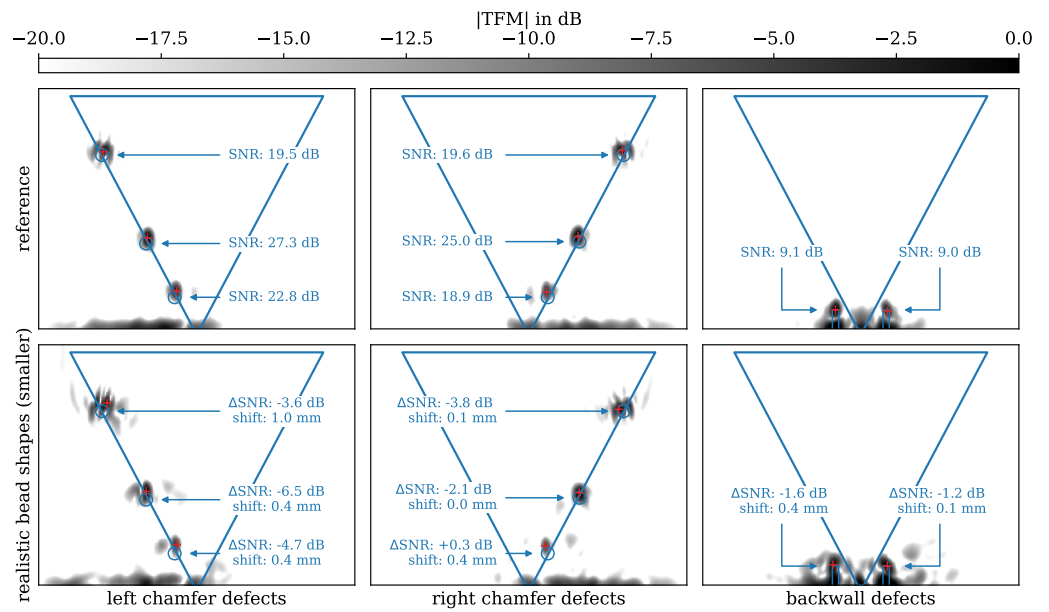 |TFM| in dB
−20.0 −17.5 −15.0 −12.5 −10.0 −7.5 −5.0 −2.5 0.0
reference
SNR: 19.5 dB
SNR: 27.3 dB
SNR: 22.8 dB
SNR: 19.6 dB
SNR: 25.0 dB
SNR: 18.9 dB
SNR: 9.1 dB
SNR: 9.0 dB
realistic bead shapes (smaller)
ΔSNR: -3.6 dB
shift: 1.0 mm
ΔSNR: -6.5 dB
shift: 0.4 mm
ΔSNR: -4.7 dB
shift: 0.4 mm
ΔSNR: -3.8 dB
shift: 0.1 mm
ΔSNR: -2.1 dB
shift: 0.0 mm
ΔSNR: +0.3 dB
shift: 0.4 mm
ΔSNR: -1.6 dB
shift: 0.4 mm
ΔSNR: -1.2 dB
shift: 0.1 mm
left chamfer defects
right chamfer defects
backwall defects